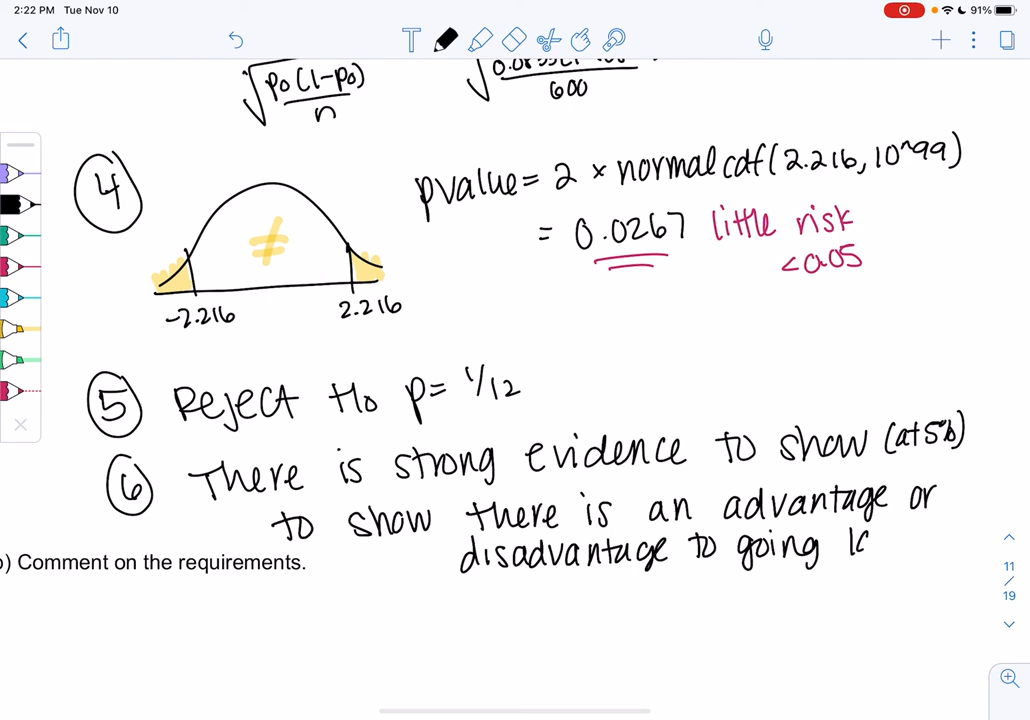 2:22 PM Tue Nov 10
91%
T
√(p0(1-p0)/n)
600
4
pvalue = 2 × normalcdf(2.216, 10^99)
= 0.0267 little risk
<0.05
≠
-2.216
2.216
5 Reject Ho p= 1/12
6 There is strong evidence to show (at 5%)
to show there is an advantage or
disadvantage to going
b) Comment on the requirements.
11
/
19